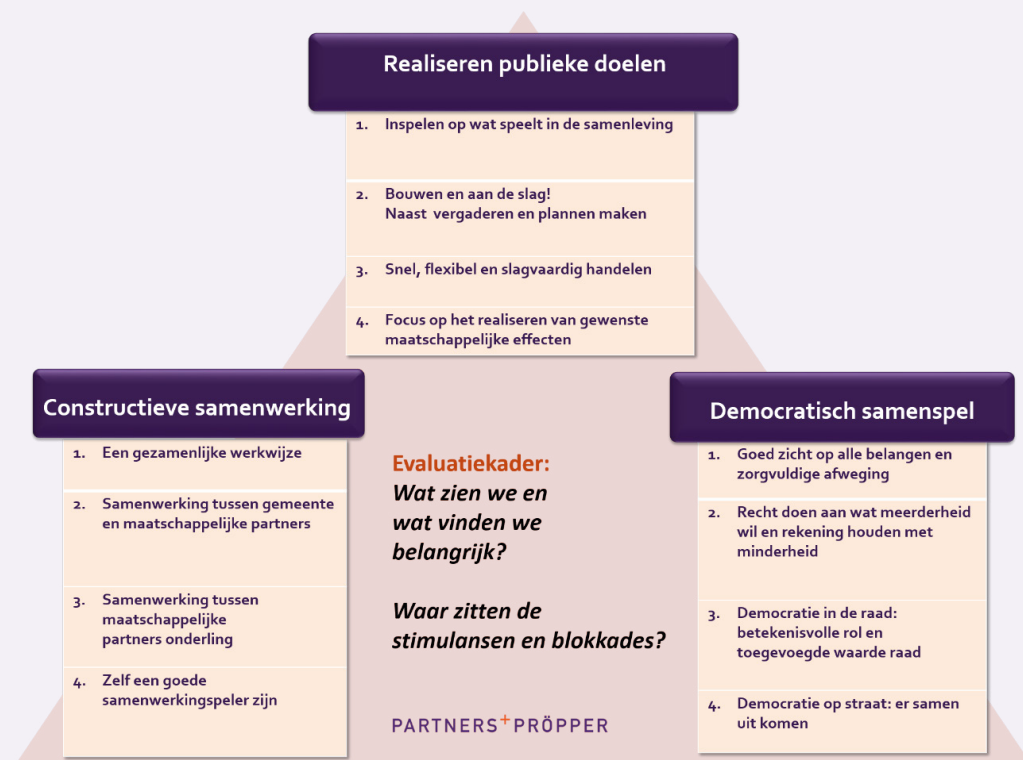 Realiseren publieke doelen
1. Inspelen op wat speelt in de samenleving
2. Bouwen en aan de slag!
Naast vergaderen en plannen maken
3. Snel, flexibel en slagvaardig handelen
4. Focus op het realiseren van gewenste
maatschappelijke effecten
Constructieve samenwerking
1. Een gezamenlijke werkwijze
2. Samenwerking tussen gemeente
en maatschappelijke partners
3. Samenwerking tussen
maatschappelijke
partners onderling
4. Zelf een goede
samenwerkingspeler zijn
Evaluatiekader:
Wat zien we en
wat vinden we
belangrijk?
Waar zitten de
stimulansen en blokkades?
PARTNERS+PRÖPPER
Democratisch samenspel
1. Goed zicht op alle belangen en
zorgvuldige afweging
2. Recht doen aan wat meerderheid
wil en rekening houden met
minderheid
3. Democratie in de raad:
betekenisvolle rol en
toegevoegde waarde raad
4. Democratie op straat: er samen
uit komen